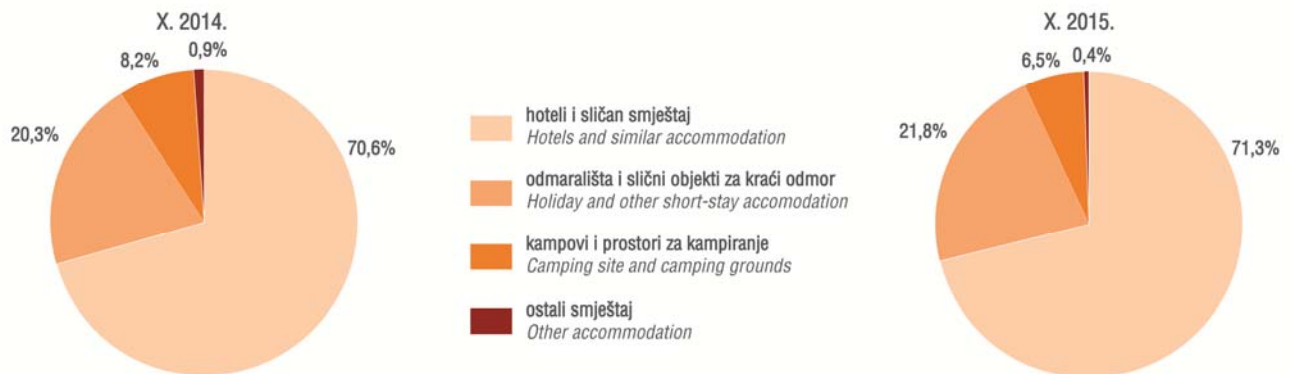 X. 2014.
0,9%
8,2%
20,3%
70,6%
hoteli i sličan smještaj
Hotels and similar accommodation
odmarališta i slični objekti za kraći odmor
Holiday and other short-stay accomodation
kampovi i prostori za kampiranje
Camping site and camping grounds
ostali smještaj
Other accommodation
X. 2015.
0,4%
6,5%
21,8%
71,3%